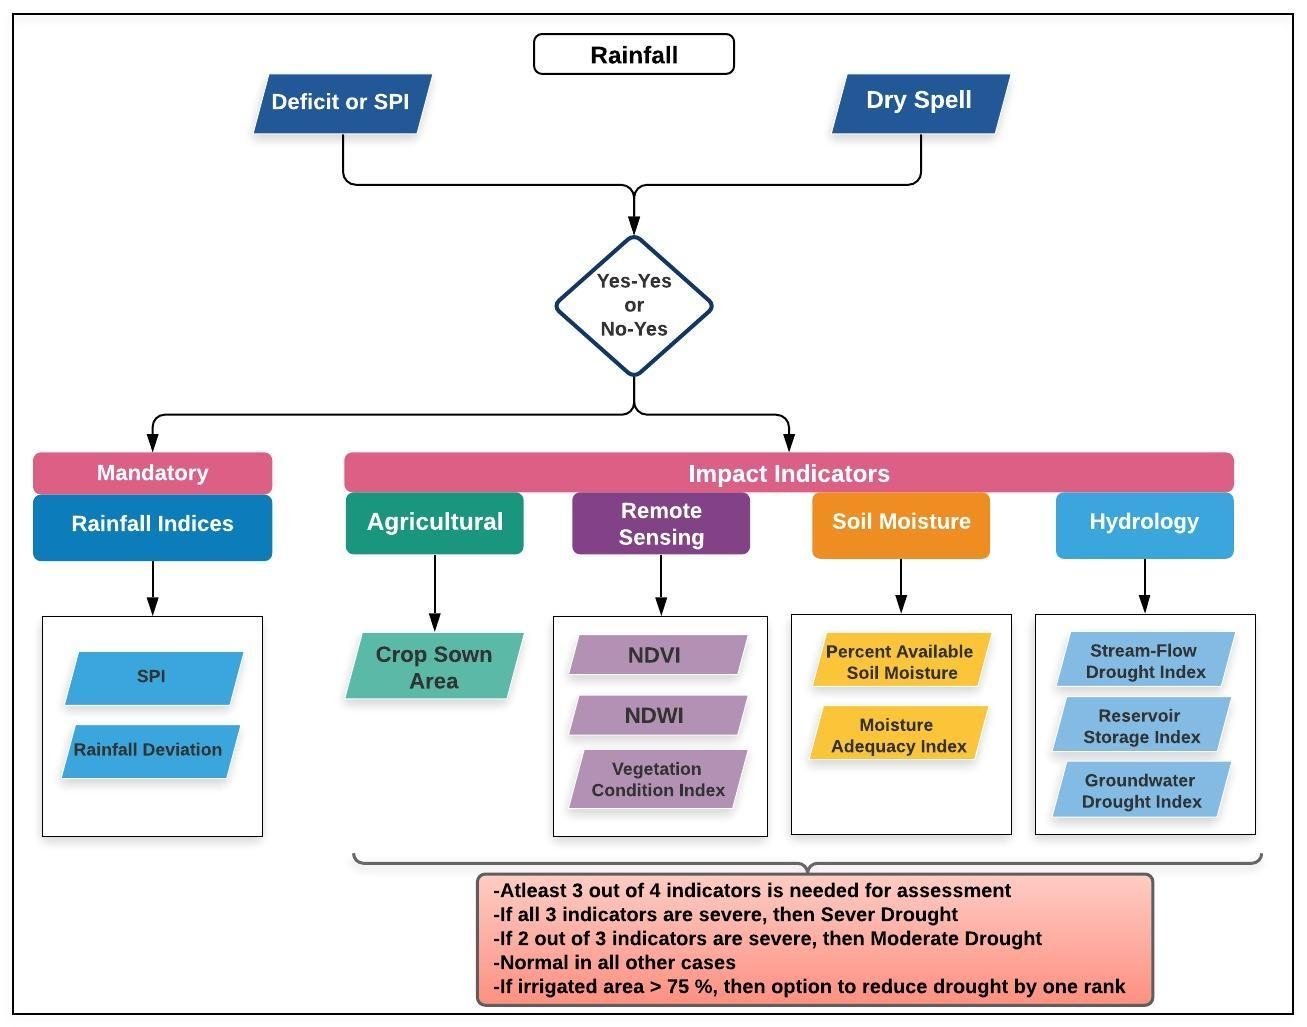 Rainfall
Deficit or SPI
Dry Spell
Yes-Yes
or
No-Yes
Mandatory
Impact Indicators
Rainfall Indices
Agricultural
Remote
Sensing
Soil Moisture
Hydrology
SPI
Rainfall Deviation
Crop Sown
Area
NDVI
NDWI
Vegetation
Condition Index
Percent Available
Soil Moisture
Moisture
Adequacy Index
Stream-Flow
Drought Index
Reservoir
Storage Index
Groundwater
Drought Index
-Atleast 3 out of 4 indicators is needed for assessment
-If all 3 indicators are severe, then Sever Drought
-If 2 out of 3 indicators are severe, then Moderate Drought
-Normal in all other cases
-If irrigated area > 75 %, then option to reduce drought by one rank